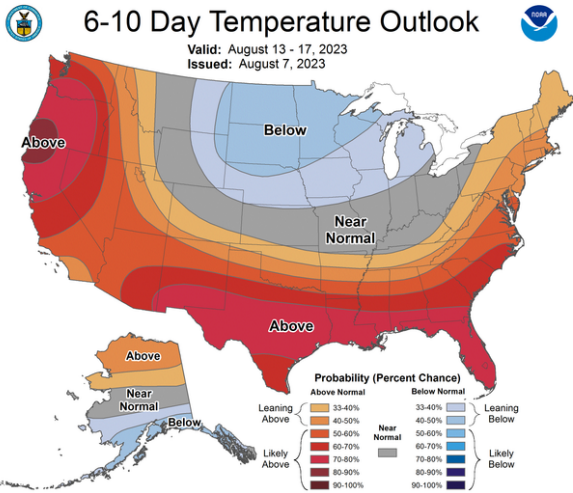 6-10 Day Temperature Outlook
NOAA
Valid: August 13 - 17, 2023
Issued: August 7, 2023
Below
Above
Near
Normal
Above
Above
Near
Normal
Below
Probability (Percent Chance)
Above Normal
Below Normal
Leaning
Above
33-40%
40-50%
50-60%
60-70%
70-80%
80-90%
90-100%
Likely
Above
Near
Normal
33-40%
40-50%
50-60%
60-70%
70-80%
80-90%
90-100%
Leaning
Below
Likely
Below